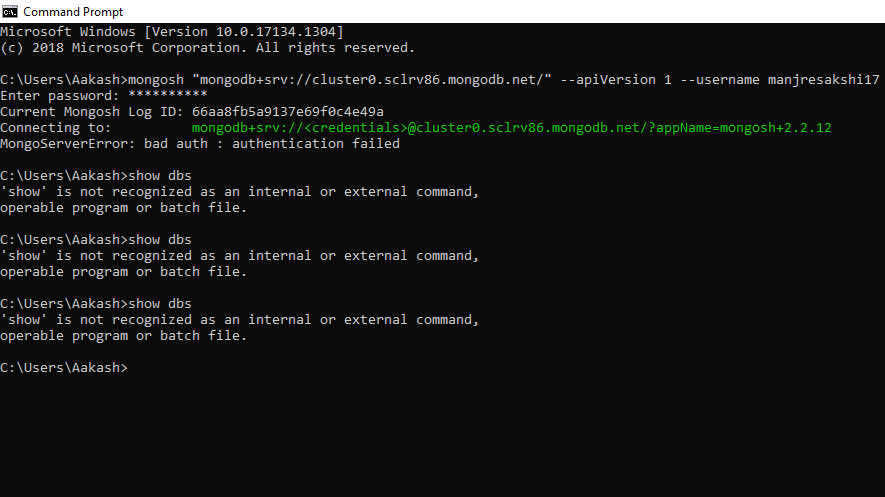 Command Prompt
Microsoft Windows [Version 10.0.17134.1304]
(c) 2018 Microsoft Corporation. All rights reserved.
C:\Users\Aakash>mongosh "mongodb+srv://cluster0.sclrv86.mongodb.net/" --apiVersion 1 --username manjresakshi17
Enter password: **********
Current Mongosh Log ID: 66aa8fb5a9137e69f0c4e49a
Connecting to: mongodb+srv://<credentials>@cluster0.sclrv86.mongodb.net/?appName=mongosh+2.2.12
MongoServerError: bad auth : authentication failed
C:\Users\Aakash>show dbs
'show' is not recognized as an internal or external command,
operable program or batch file.
C:\Users\Aakash>show dbs
'show' is not recognized as an internal or external command,
operable program or batch file.
C:\Users\Aakash>show dbs
'show' is not recognized as an internal or external command,
operable program or batch file.
C:\Users\Aakash>